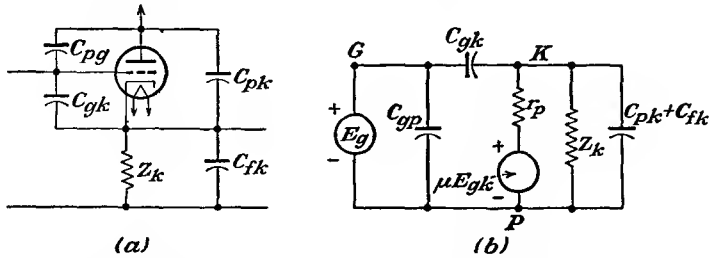 C_pg
C_gk
C_pk
Z_k
C_fk
(a)
G
C_gk
K
+
E_g
-
C_gp
r_p
+
μE_gk
-
Z_k
C_pk+C_fk
P
(b)